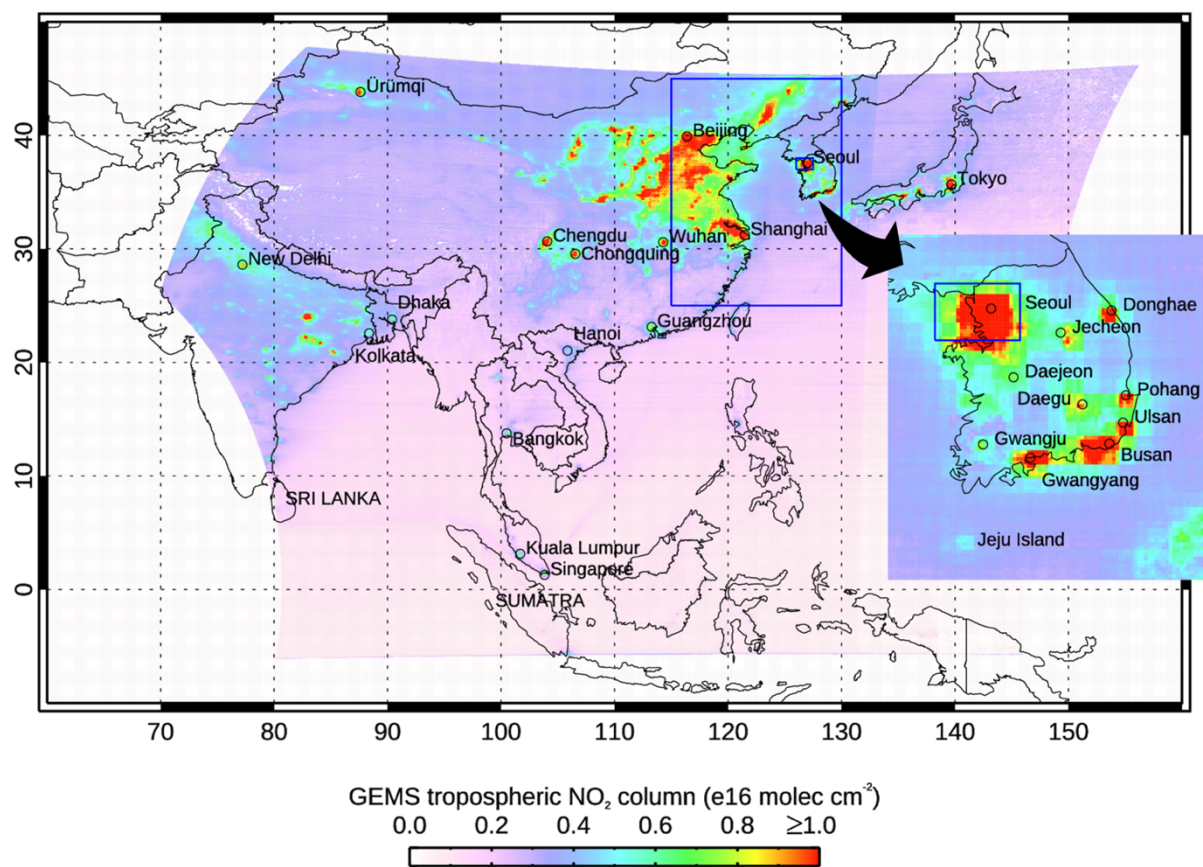 Ürümqi
40
Beijing
Seoul
Tokyo
Chengdu
Wuhan
Shanghai
30
Chongquing
New Delhi
Dhaka
Guangzhou
Hanoi
Kolkata
20
Bangkok
10
SRI LANKA
Kuala Lumpur
Singapore
0
SUMATRA
Seoul
Donghae
Jecheon
Daejeon
Daegu
Pohang
Ulsan
Gwangju
Busan
Gwangyang
Jeju Island
70 80 90 100 110 120 130 140 150
GEMS tropospheric NO₂ column (e16 molec cm⁻²)
0.0 0.2 0.4 0.6 0.8 ≥1.0